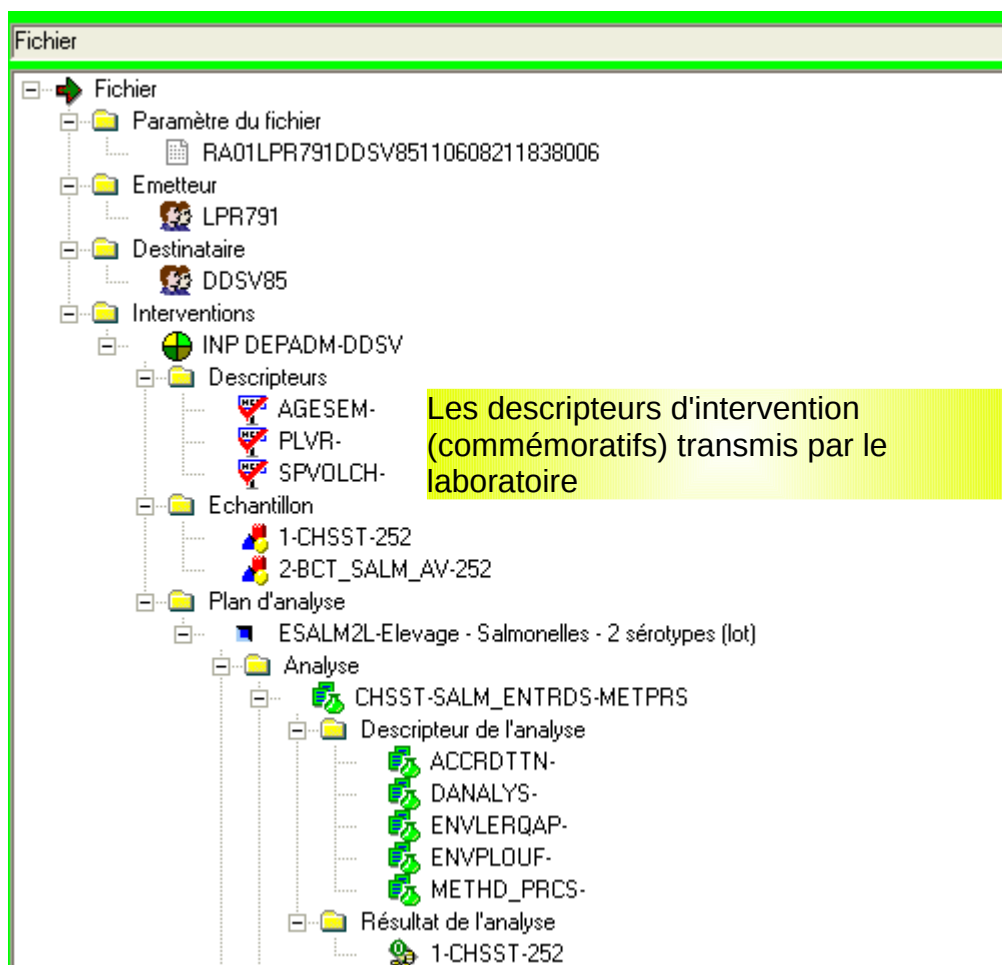 Fichier
Fichier
Paramètre du fichier
RA01LPR791DDSV85110608211838006
Emetteur
LPR791
Destinataire
DDSV85
Interventions
INP DEPADM-DDSV
Descripteurs
AGESEM-
PLVR-
SPVOLCH-
Les descripteurs d'intervention
(commémoratifs) transmis par le
laboratoire
Echantillon
1-CHSST-252
2-BCT_SALM_AV-252
Plan d'analyse
ESALM2L-Elevage - Salmonelles - 2 sérotypes (lot)
Analyse
CHSST-SALM_ENTRDS-METPRS
Descripteur de l'analyse
ACCRDTTN-
DANALYS-
ENVLERQAP-
ENVPLOUF-
METHD_PRCS-
Résultat de l'analyse
1-CHSST-252